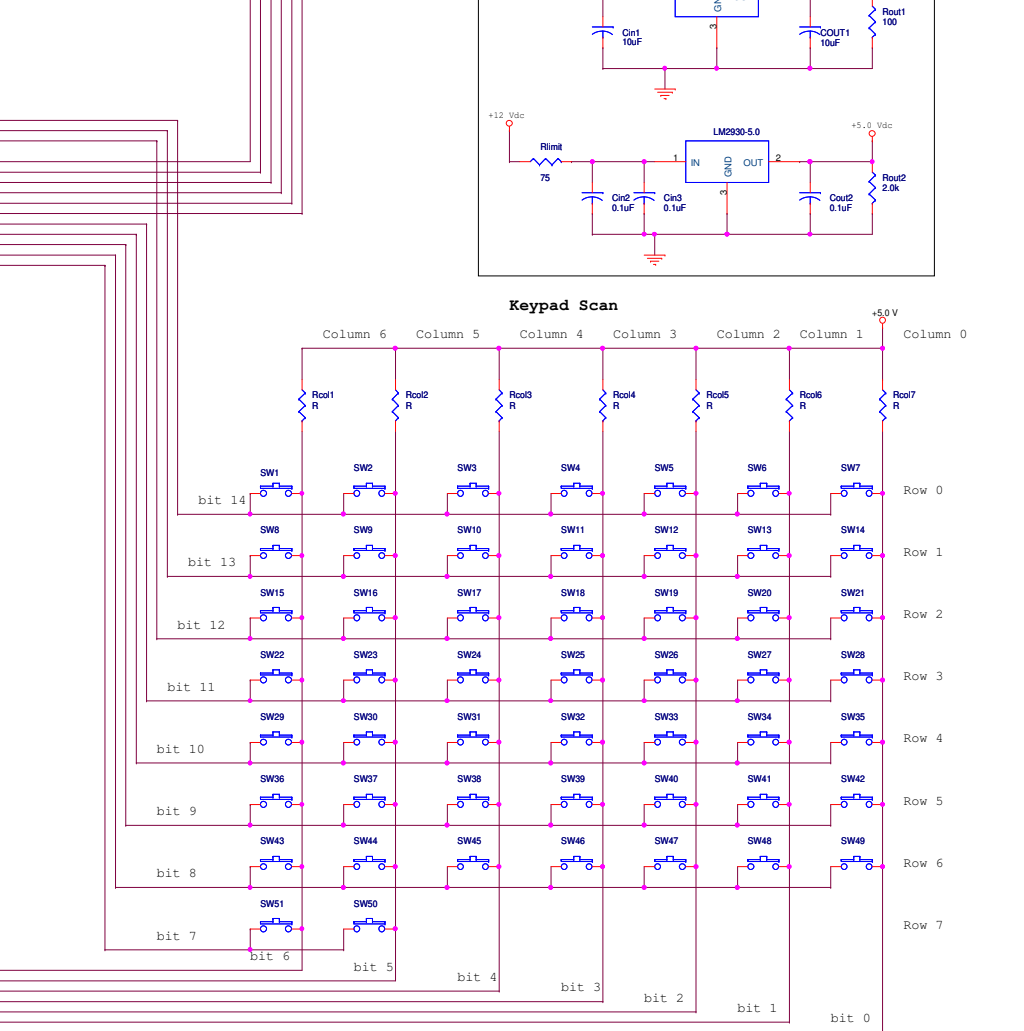 GND
3
Cin1
10uF
COUT1
10uF
Rout1
100
+12 Vdc
LM2930-5.0
+5.0 Vdc
Rlimit
75
1
IN
GND
OUT
2
3
Cin2
0.1uF
Cin3
0.1uF
Cout2
0.1uF
Rout2
2.0k
Keypad Scan
+5.0 V
Column 6 Column 5 Column 4 Column 3 Column 2 Column 1 Column 0
Rcol1 Rcol2 Rcol3 Rcol4 Rcol5 Rcol6 Rcol7
R R R R R R R
SW1 SW2 SW3 SW4 SW5 SW6 SW7
bit 14 Row 0
SW8 SW9 SW10 SW11 SW12 SW13 SW14
bit 13 Row 1
SW15 SW16 SW17 SW18 SW19 SW20 SW21
bit 12 Row 2
SW22 SW23 SW24 SW25 SW26 SW27 SW28
bit 11 Row 3
SW29 SW30 SW31 SW32 SW33 SW34 SW35
bit 10 Row 4
SW36 SW37 SW38 SW39 SW40 SW41 SW42
bit 9 Row 5
SW43 SW44 SW45 SW46 SW47 SW48 SW49
bit 8 Row 6
SW51 SW50
bit 7 Row 7
bit 6
bit 5
bit 4
bit 3
bit 2
bit 1
bit 0